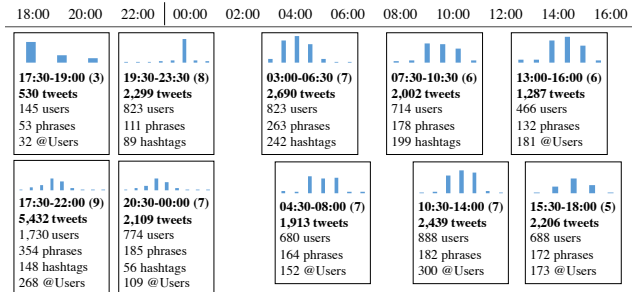 18:00 20:00 22:00 00:00 02:00 04:00 06:00 08:00 10:00 12:00 14:00 16:00
17:30-19:00 (3)
530 tweets
145 users
53 phrases
32 @Users
19:30-23:30 (8)
2,299 tweets
823 users
111 phrases
89 hashtags
03:00-06:30 (7)
2,690 tweets
823 users
263 phrases
242 hashtags
07:30-10:30 (6)
2,002 tweets
714 users
178 phrases
199 hashtags
13:00-16:00 (6)
1,287 tweets
466 users
132 phrases
181 @Users
17:30-22:00 (9)
5,432 tweets
1,730 users
354 phrases
148 hashtags
268 @Users
20:30-00:00 (7)
2,109 tweets
774 users
185 phrases
56 hashtags
109 @Users
04:30-08:00 (7)
1,913 tweets
680 users
164 phrases
152 @Users
10:30-14:00 (7)
2,439 tweets
888 users
182 phrases
300 @Users
15:30-18:00 (5)
2,206 tweets
688 users
172 phrases
173 @Users